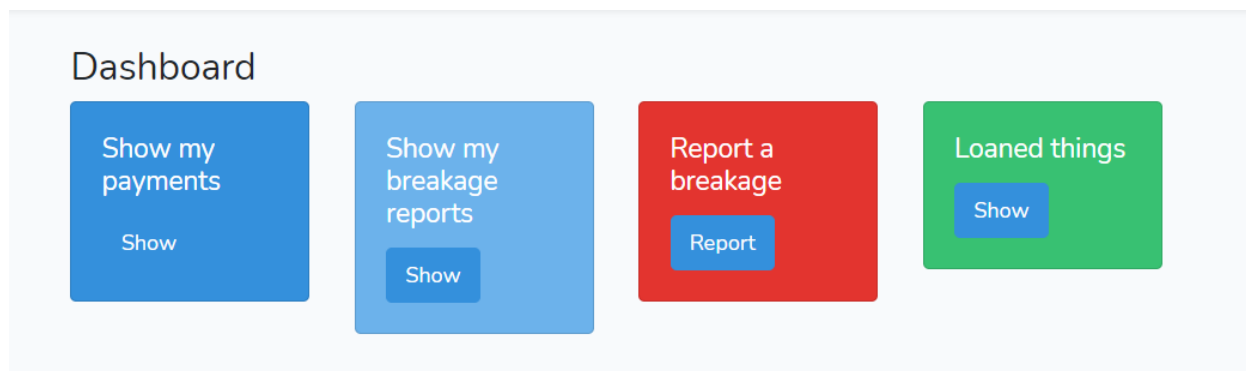 Dashboard
Show my
payments
Show
Show my
breakage
reports
Show
Report a
breakage
Report
Loaned things
Show